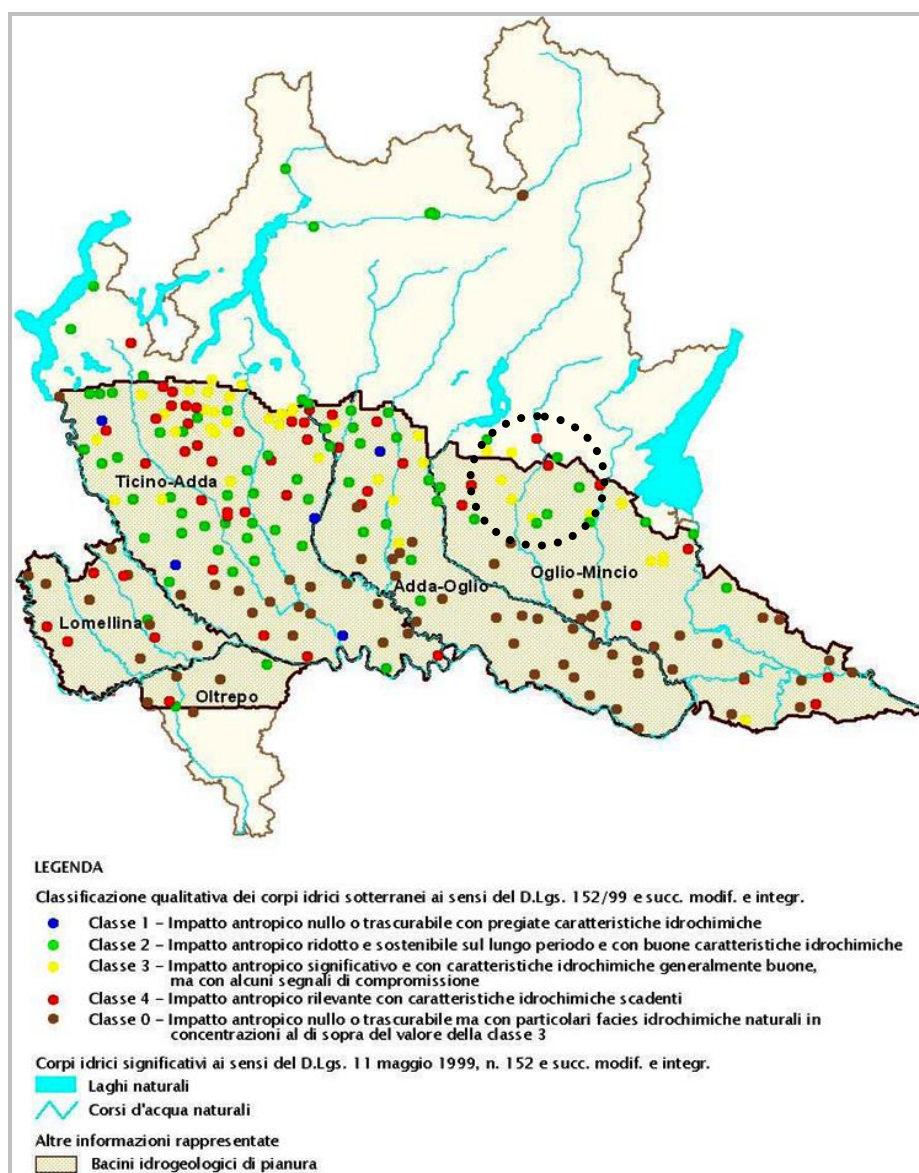 Ticino-Adda
Adda-Oglio
Oglio-Mincio
Lomellina
Oltrepo
LEGENDA
Classificazione qualitativa dei corpi idrici sotterranei ai sensi del D.Lgs. 152/99 e succ. modif. e integr.
Classe 1 – Impatto antropico nullo o trascurabile con pregiate caratteristiche idrochimiche
Classe 2 – Impatto antropico ridotto e sostenibile sul lungo periodo e con buone caratteristiche idrochimiche
Classe 3 – Impatto antropico significativo e con caratteristiche idrochimiche generalmente buone,
ma con alcuni segnali di compromissione
Classe 4 – Impatto antropico rilevante con caratteristiche idrochimiche scadenti
Classe 0 – Impatto antropico nullo o trascurabile ma con particolari facies idrochimiche naturali in
concentrazioni al di sopra del valore della classe 3
Corpi idrici significativi ai sensi del D.Lgs. 11 maggio 1999, n. 152 e succ. modif. e integr.
Laghi naturali
Corsi d'acqua naturali
Altre informazioni rappresentate
Bacini idrogeologici di pianura